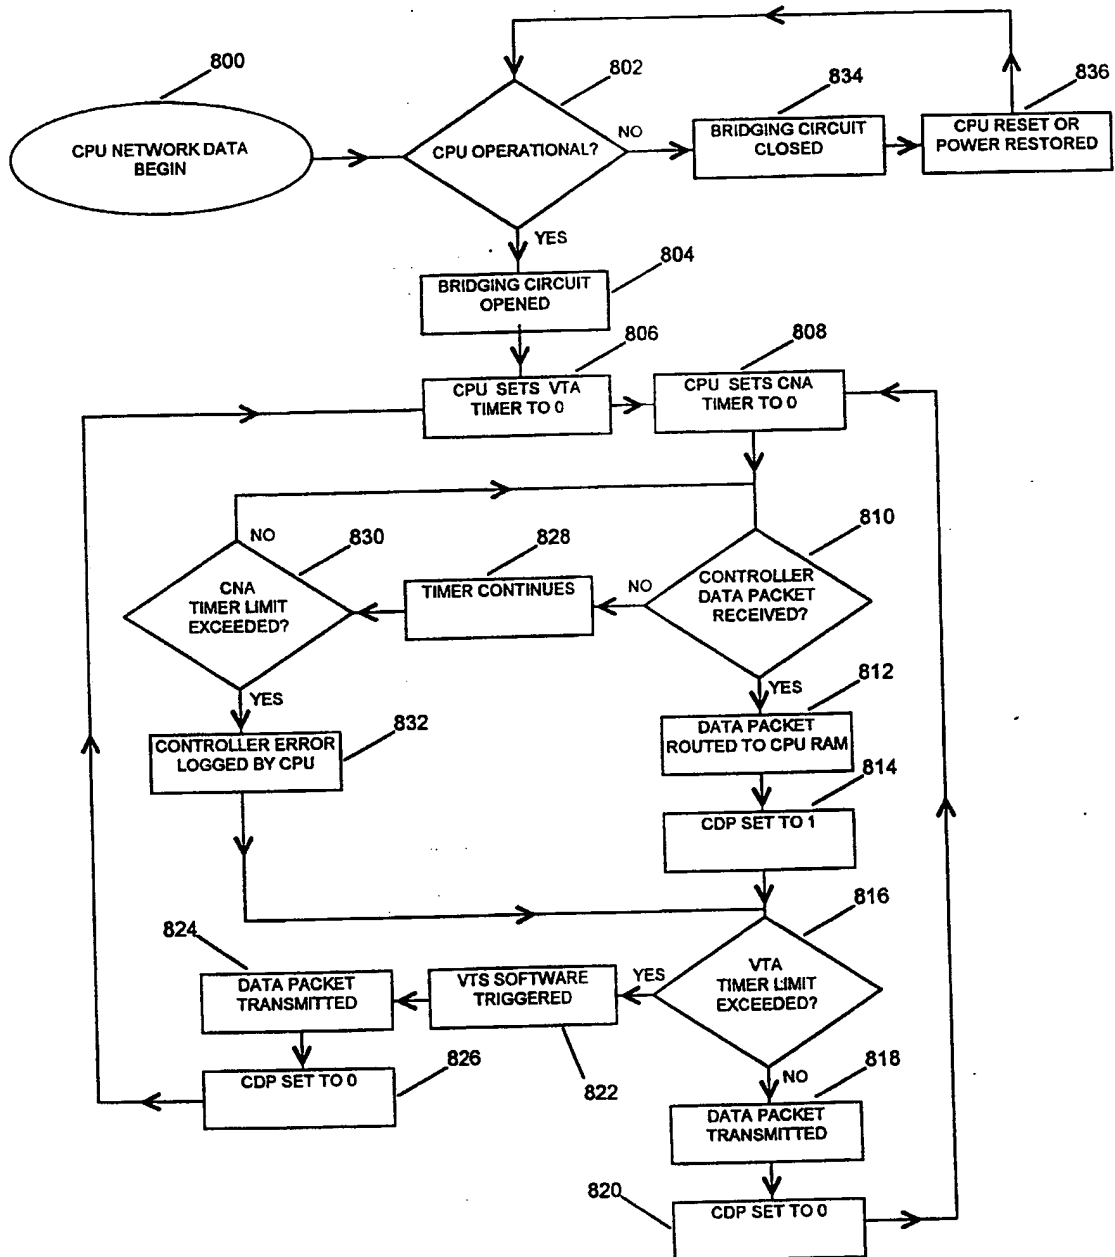 800
802
834
836
CPU NETWORK DATA
BEGIN
CPU OPERATIONAL?
NO
BRIDGING CIRCUIT
CLOSED
CPU RESET OR
POWER RESTORED
YES
804
BRIDGING CIRCUIT
OPENED
806
808
CPU SETS VTA
TIMER TO 0
CPU SETS CNA
TIMER TO 0
NO
830
828
810
CNA
TIMER LIMIT
EXCEEDED?
TIMER CONTINUES
NO
CONTROLLER
DATA PACKET
RECEIVED?
YES
YES
812
832
CONTROLLER ERROR
LOGGED BY CPU
DATA PACKET
ROUTED TO CPU RAM
814
CDP SET TO 1
816
824
DATA PACKET
TRANSMITTED
VTS SOFTWARE
TRIGGERED
YES
VTA
TIMER LIMIT
EXCEEDED?
822
826
CDP SET TO 0
NO
818
DATA PACKET
TRANSMITTED
820
CDP SET TO 0